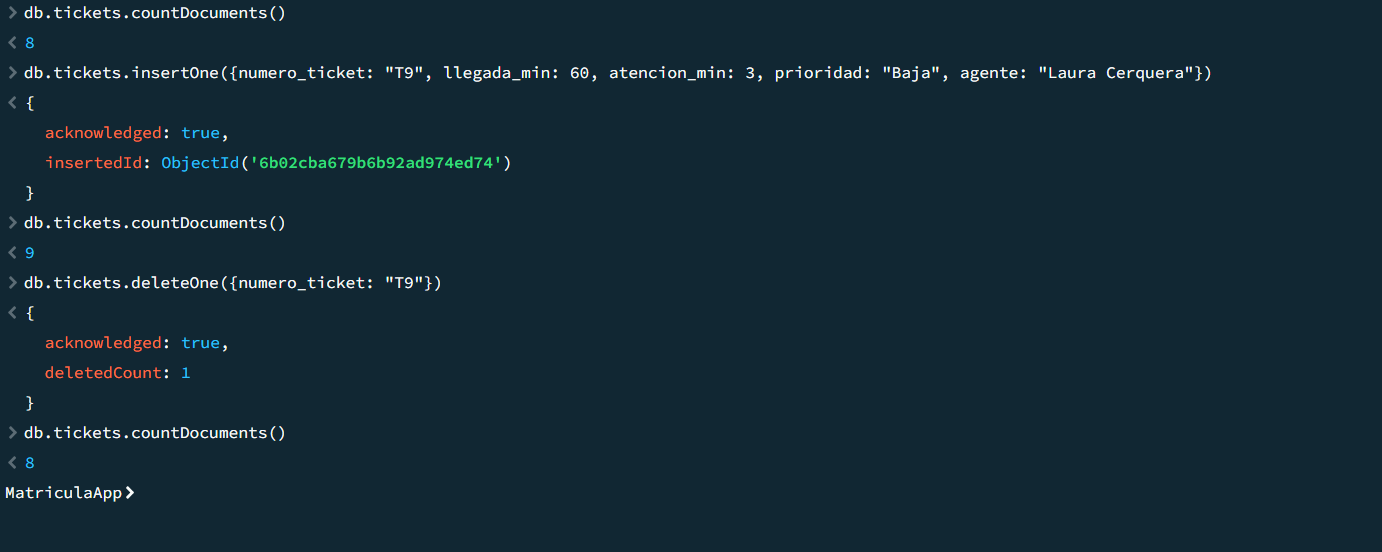 > db.tickets.countDocuments()
< 8
> db.tickets.insertOne({numero_ticket: "T9", llegada_min: 60, atencion_min: 3, prioridad: "Baja", agente: "Laura Cerquera"})
< {
acknowledged: true,
insertedId: ObjectId('6b02cba679b6b92ad974ed74')
}
> db.tickets.countDocuments()
< 9
> db.tickets.deleteOne({numero_ticket: "T9"})
< {
acknowledged: true,
deletedCount: 1
}
> db.tickets.countDocuments()
< 8
MatriculaApp>